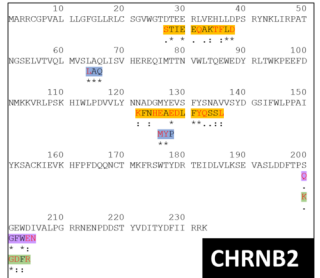 10 20 30 40 50
MARRCGPVAL LLGFGLLRLC SGVWGTDTEE RLVEHLLDPS RYNKLIRPAT
STIE EQAKTFLD
.* * . .: :**
60 70 80 90 100
NGSELVTVQL MVSLAQLISV HEREQIMTTN VWLTQEWEDY RLTWKPEEFD
LAQ
***
110 120 130 140 150
NMKKVRLPSK HIWLPDVVLY NNADGMYEVS FYSNAVVSYD GSIFWLPPAI
KFNHEAEDL FYQSSL
: : * **..::
MYP
**
160 170 180 190 200
YKSACKIEVK HFPFDQQNCT MKFRSWTYDR TEIDLVLKSE VASLDDFTPS
Q
.
K
:
210 220 230
GEWDIVALPG RRNENPDDST YVDITYDFII RRK
GFWEN
* *:
GDFN
*::
CHRNB2